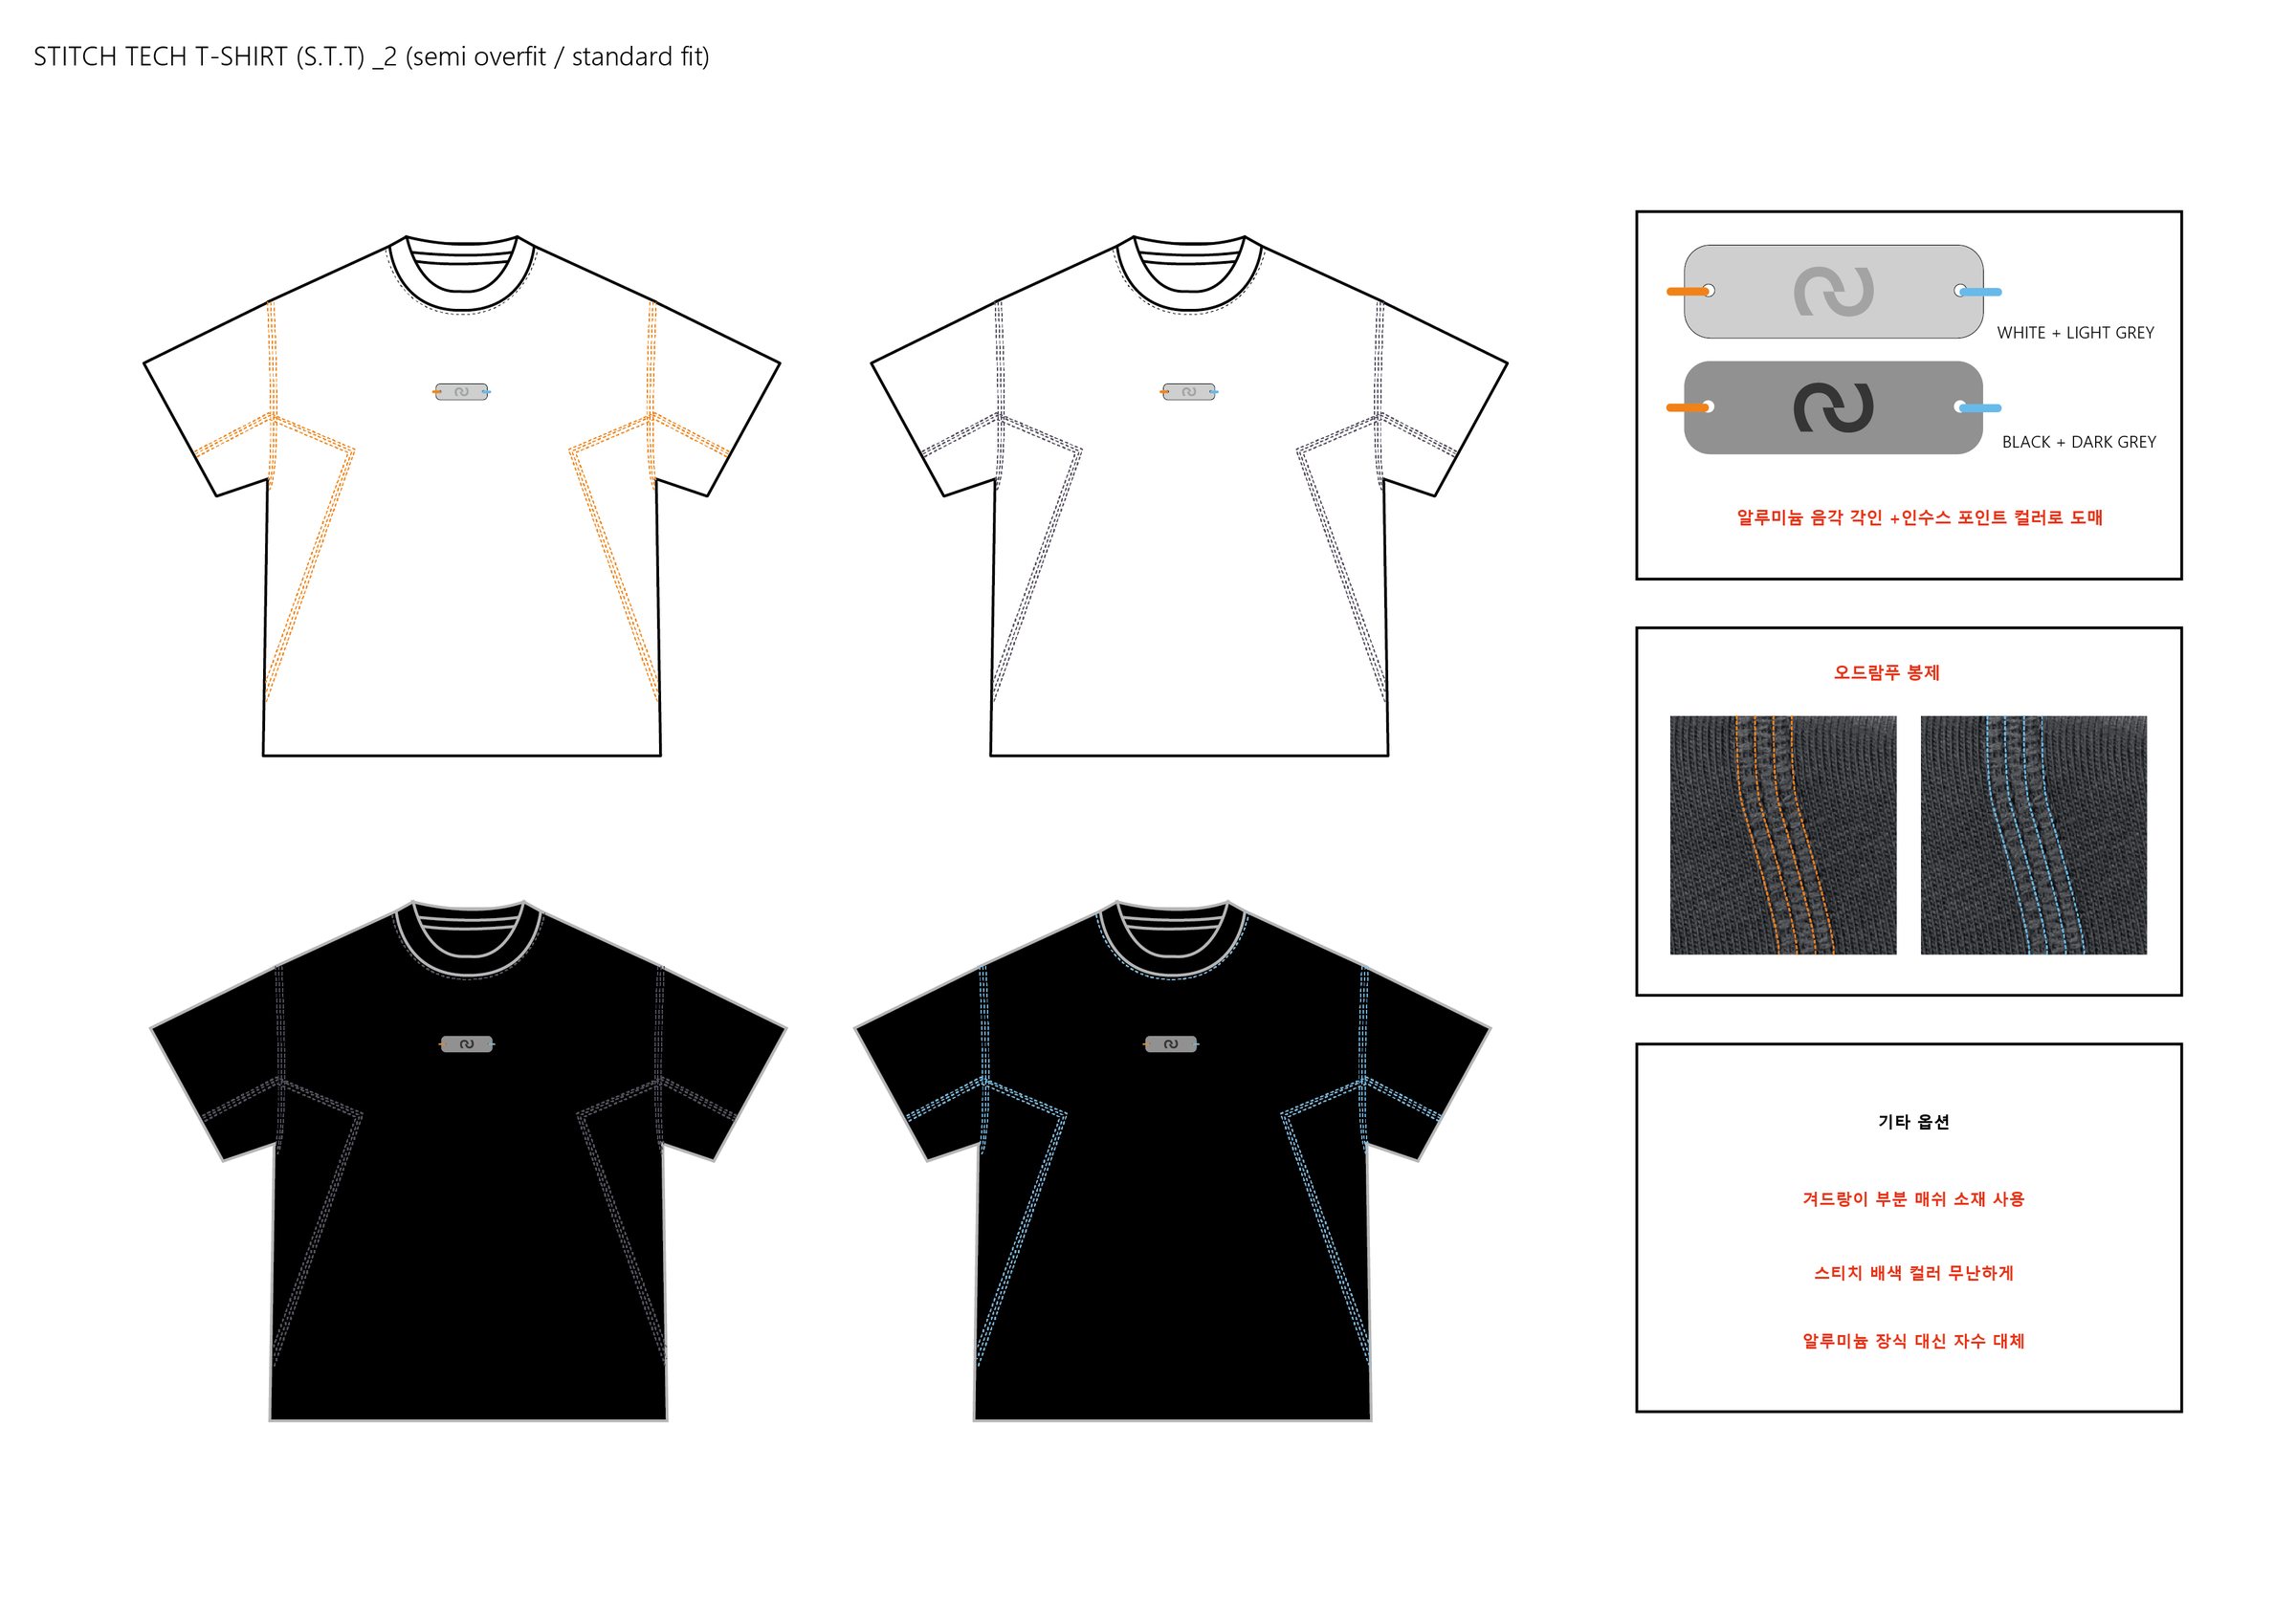 STITCH TECH T-SHIRT (S.T.T) _2 (semi overfit / standard fit)
WHITE + LIGHT GREY
BLACK + DARK GREY
알루미늄 음각 각인 +인수스 포인트 컬러로 도매
오드람푸 봉제
기타 옵션
겨드랑이 부분 매쉬 소재 사용
스티치 배색 컬러 무난하게
알루미늄 장식 대신 자수 대체